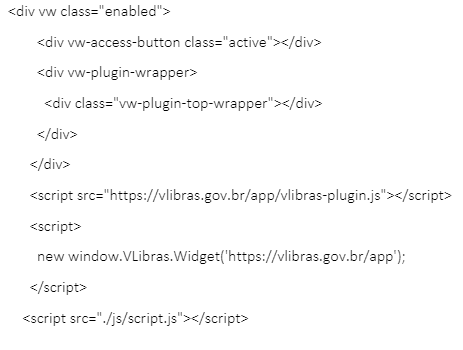 <div vw class="enabled">
<div vw-access-button class="active"></div>
<div vw-plugin-wrapper>
<div class="vw-plugin-top-wrapper"></div>
</div>
</div>
<script src="https://vlibras.gov.br/app/vlibras-plugin.js"></script>
<script>
new window.VLibras.Widget('https://vlibras.gov.br/app');
</script>
<script src="./js/script.js"></script>